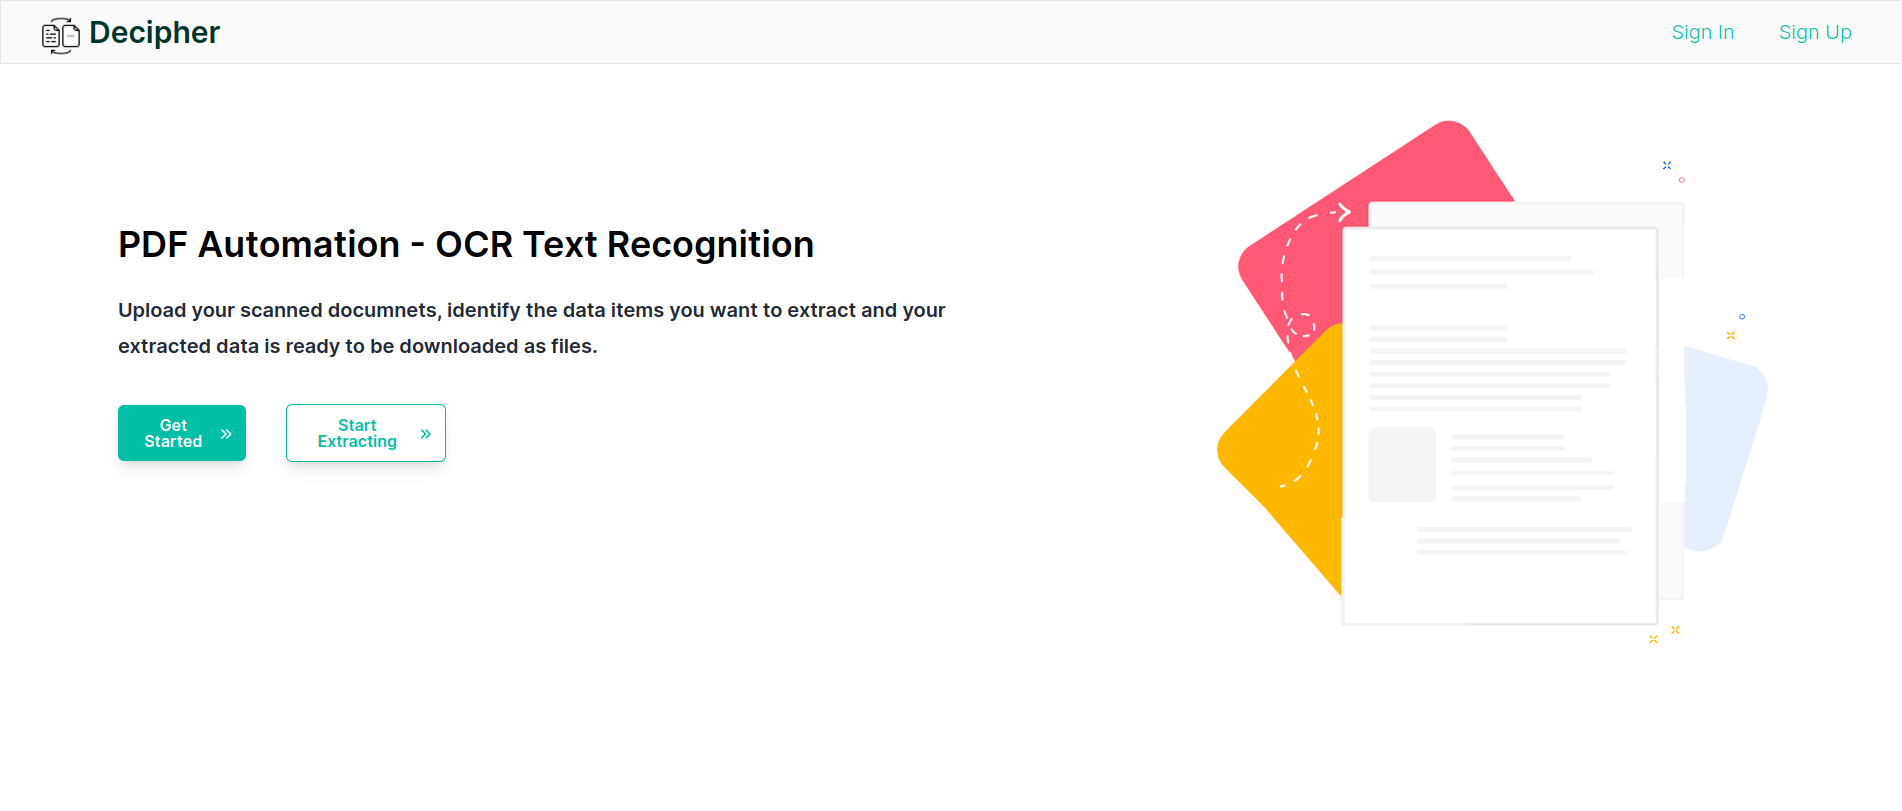 Decipher
Sign In
Sign Up
PDF Automation - OCR Text Recognition
Upload your scanned documnets, identify the data items you want to extract and your
extracted data is ready to be downloaded as files.
Get
Started
Start
Extracting